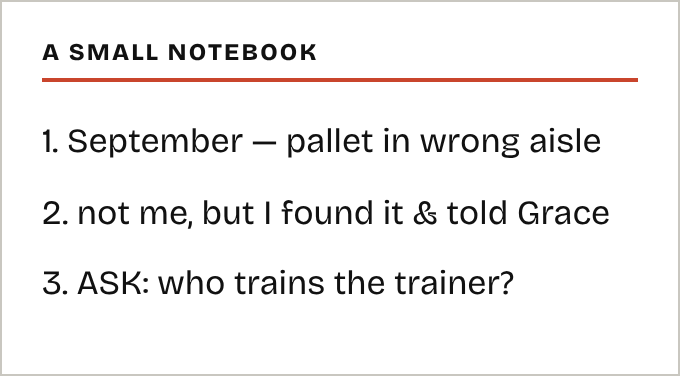 A SMALL NOTEBOOK
1. September — pallet in wrong aisle
2. not me, but I found it & told Grace
3. ASK: who trains the trainer?